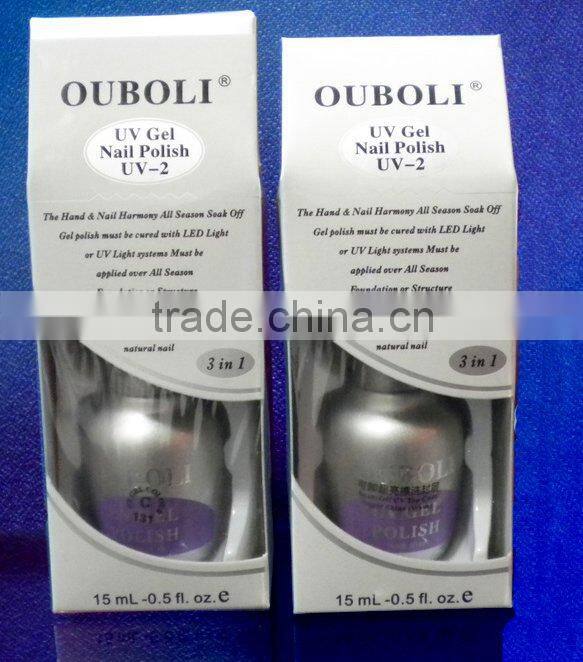 OUBOLI®
UV Gel
Nail Polish
UV-2
The Hand & Nail Harmony All Season Soak Off
Gel polish must be cured with LED Light
or UV Light systems Must be
applied over All Season
natural nail
3 in 1
OUBOLI
C
131
GEL
POLISH
15 mL -0.5 fl. oz. e
OUBOLI®
UV Gel
Nail Polish
UV-2
The Hand & Nail Harmony All Season Soak Off
Gel polish must be cured with LED Light
or UV Light systems Must be
applied over All Season
Foundation or Structure
natural nail
3 in 1
GEL
POLISH
15 mL -0.5 fl. oz. e
trade.china.cn